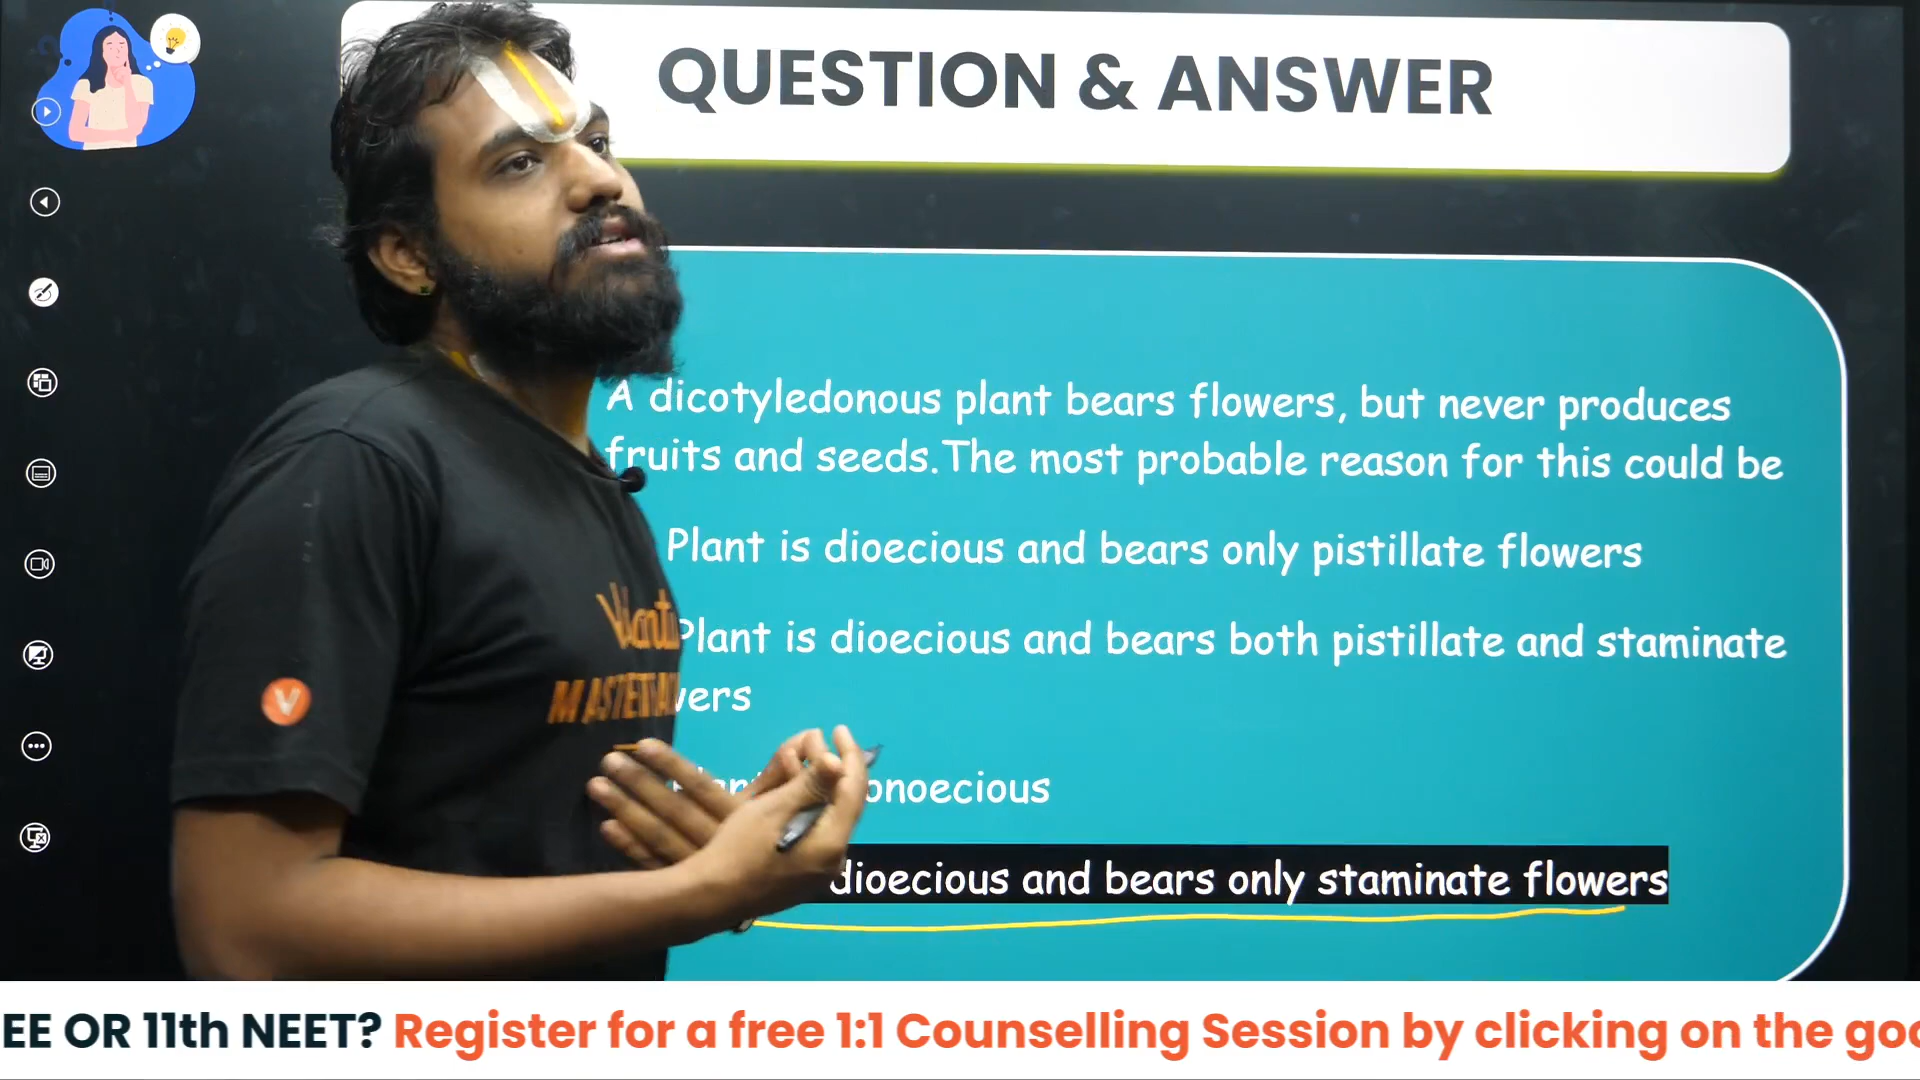 QUESTION & ANSWER
A dicotyledonous plant bears flowers, but never produces
fruits and seeds.The most probable reason for this could be
Plant is dioecious and bears only pistillate flowers
Plant is dioecious and bears both pistillate and staminate
wers
onoecious
dioecious and bears only staminate flowers
V
EE OR 11th NEET? Register for a free 1:1 Counselling Session by clicking on the goo